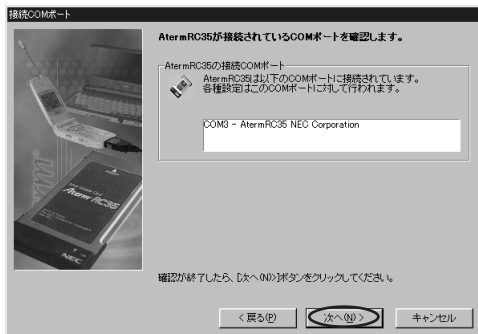 接続COMポート
AtermRC35が接続されているCOMポートを確認します。
AtermRC35の接続COMポート
AtermRC35は以下のCOMポートに接続されています。
各種設定はこのCOMポートに対して行われます。
COM3 - AtermRC35 NEC Corporation
Aterm RC35
NEC
確認が終了したら、[次へ(N)>]ボタンをクリックしてください。
< 戻る(P)
次へ(N) >
キャンセル